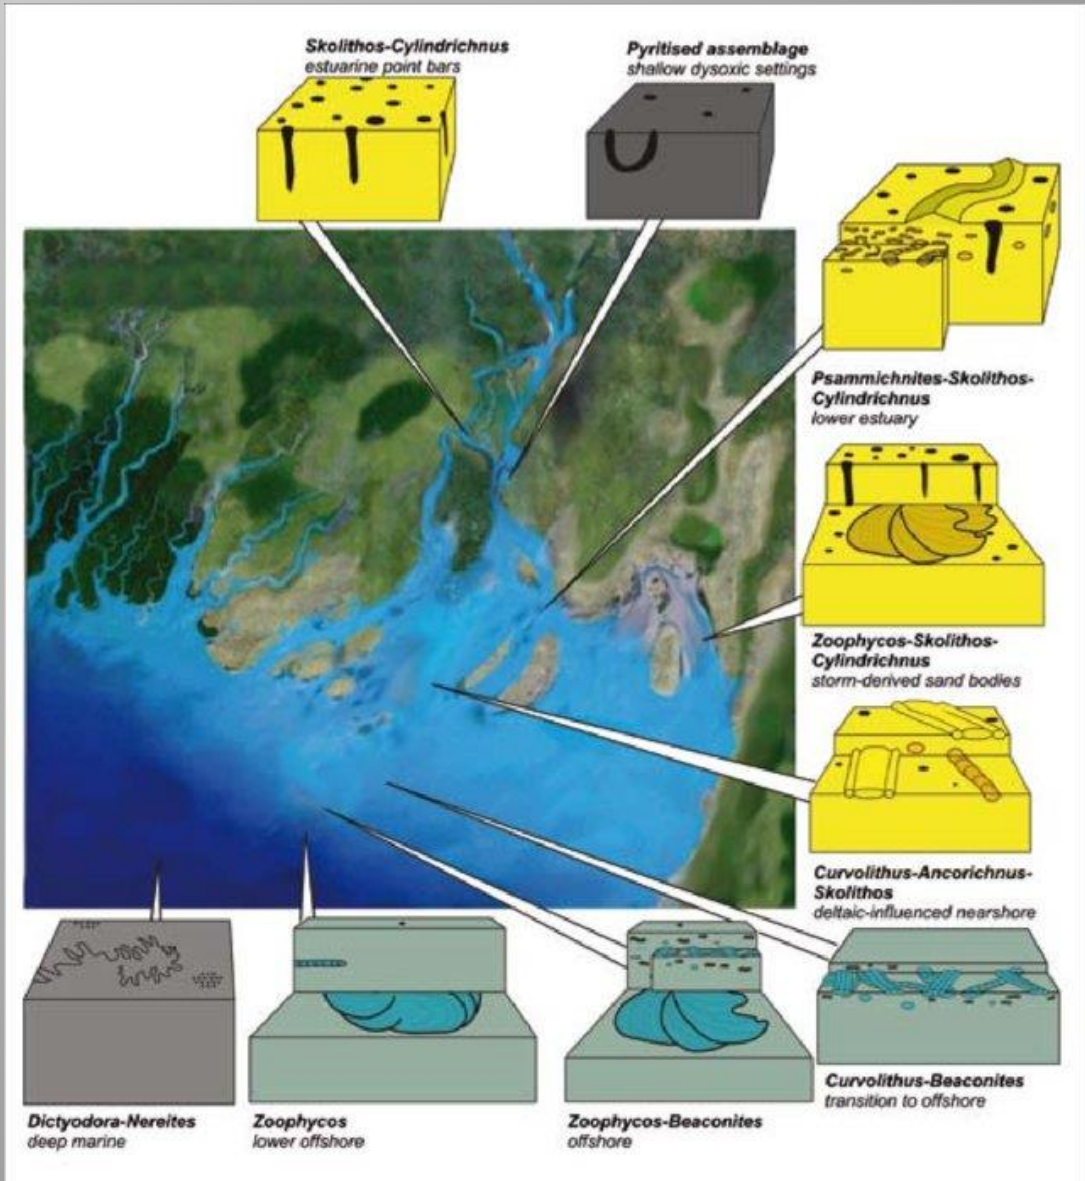 Skolithos-Cylindrichnus
estuarine point bars
Pyritised assemblage
shallow dysoxic settings
Psammichnites-Skolithos-
Cylindrichnus
lower estuary
Zoophycos-Skolithos-
Cylindrichnus
storm-derived sand bodies
Curvolithus-Ancorichnus-
Skolithos
deltaic-influenced nearshore
Curvolithus-Beaconites
transition to offshore
Dictyodora-Nereites
deep marine
Zoophycos
lower offshore
Zoophycos-Beaconites
offshore